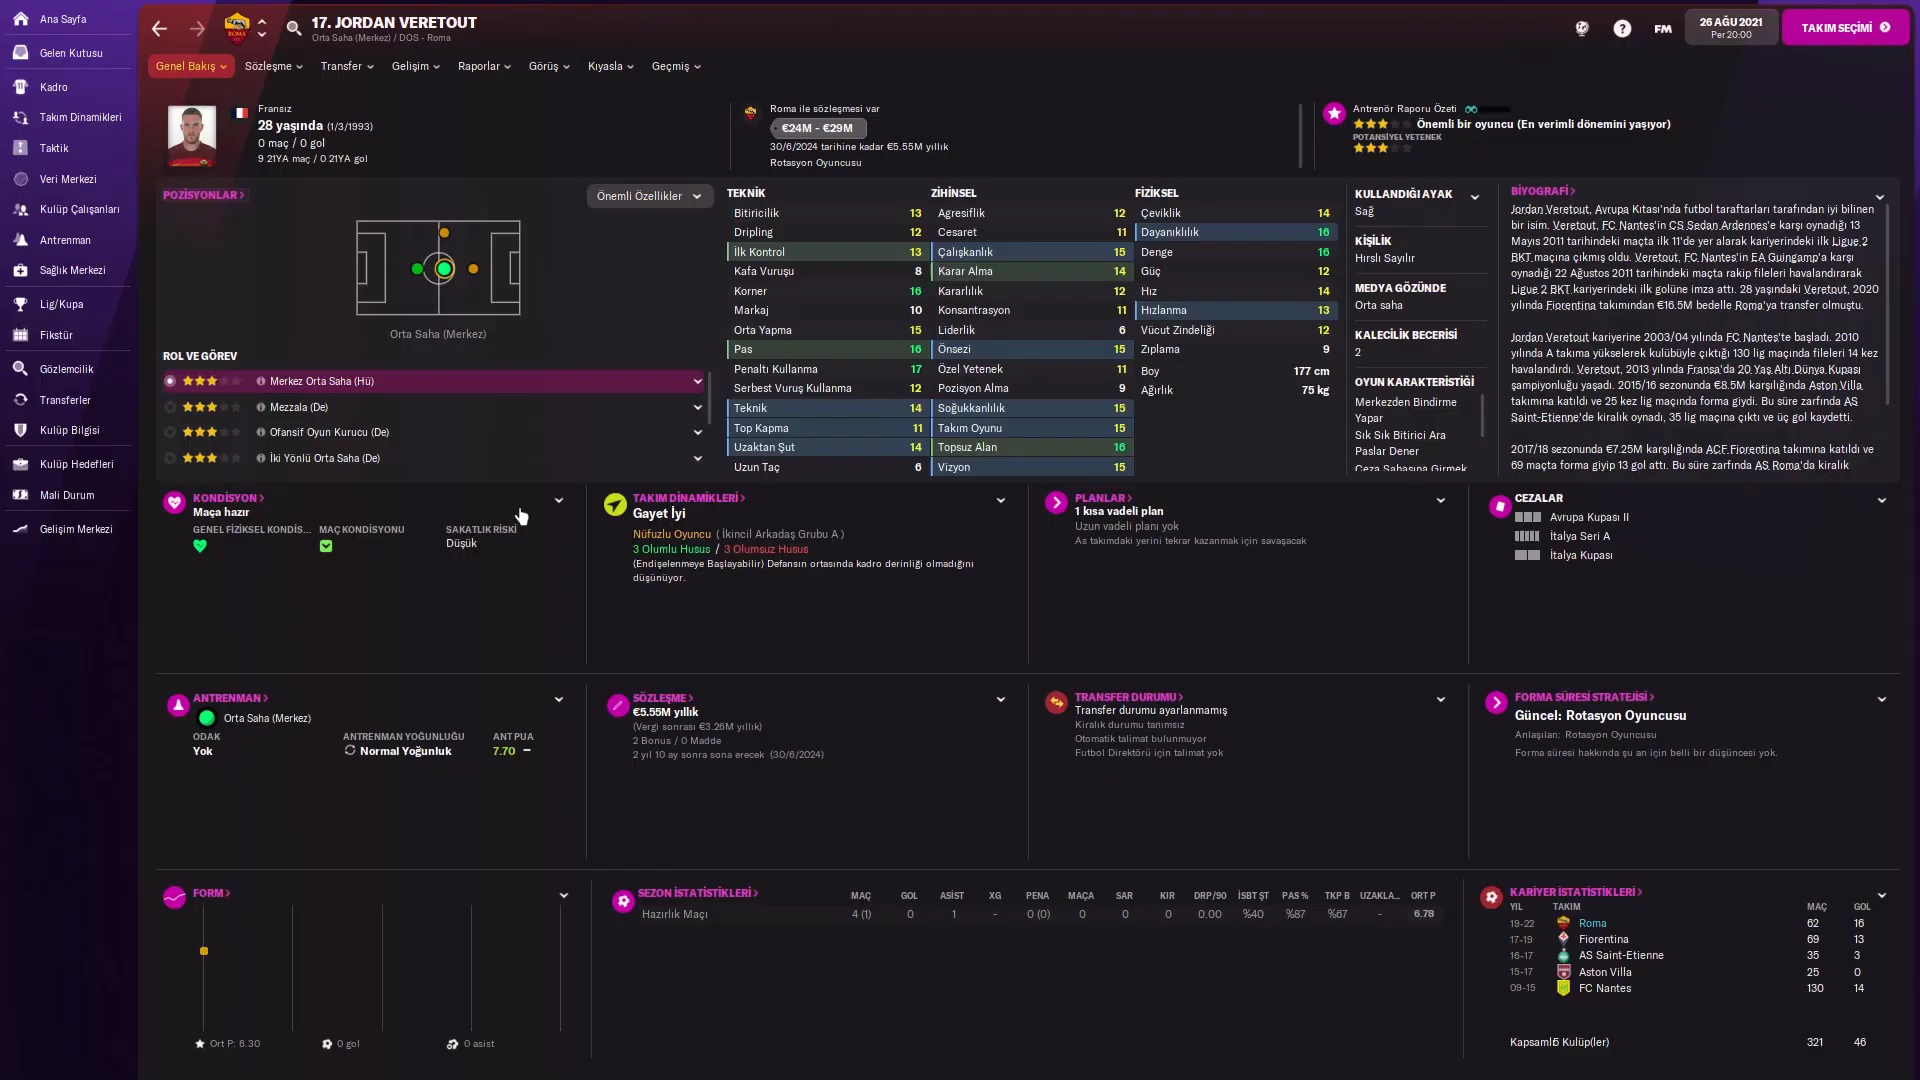 Ana Sayfa
Gelen Kutusu
Kadro
Takım Dinamikleri
Taktik
Veri Merkezi
Kulüp Çalışanları
Antrenman
Sağlık Merkezi
Lig/Kupa
Fikstür
Gözlemcilik
Transferler
Kulüp Bilgisi
Kulüp Hedefleri
Mali Durum
Gelişim Merkezi
17. JORDAN VERETOUT
Orta Saha (Merkez) / DOS - Roma
FM
26 AĞU 2021
Per 20:00
TAKIM SEÇİMİ
Genel Bakış Sözleşme Transfer Gelişim Raporlar Görüş Kıyasla Geçmiş
Fransız
28 yaşında (1/3/1993)
0 maç / 0 gol
9 21YA maç / 0 21YA gol
Roma ile sözleşmesi var
€24M - €29M
30/6/2024 tarihine kadar €5.55M yıllık
Rotasyon Oyuncusu
Antrenör Raporu Özeti
Önemli bir oyuncu (En verimli dönemini yaşıyor)
POTANSİYEL YETENEK
POZİSYONLAR >
Önemli Özellikler
Orta Saha (Merkez)
ROL VE GÖREV
Merkez Orta Saha (Hü)
Mezzala (De)
Ofansif Oyun Kurucu (De)
İki Yönlü Orta Saha (De)
TEKNİK
Bitiricilik 13
Dripling 12
İlk Kontrol 13
Kafa Vuruşu 8
Korner 16
Markaj 10
Orta Yapma 15
Pas 16
Penaltı Kullanma 17
Serbest Vuruş Kullanma 12
Teknik 14
Top Kapma 11
Uzaktan Şut 14
Uzun Taç 6
ZİHİNSEL
Agresiflik 12
Cesaret 11
Çalışkanlık 15
Karar Alma 14
Kararlılık 12
Konsantrasyon 11
Liderlik 6
Önsezi 15
Özel Yetenek 11
Pozisyon Alma 9
Soğukkanlılık 15
Takım Oyunu 15
Topsuz Alan 16
Vizyon 15
FİZİKSEL
Çeviklik 14
Dayanıklılık 16
Denge 16
Güç 12
Hız 14
Hızlanma 13
Vücut Zindeliği 12
Zıplama 9
Boy 177 cm
Ağırlık 75 kg
KULLANDIĞI AYAK
Sağ
KİŞİLİK
Hırslı Sayılır
MEDYA GÖZÜNDE
Orta saha
KALECİLİK BECERİSİ
2
OYUN KARAKTERİSTİĞİ
Merkezden Bindirme
Yapar
Sık Sık Bitirici Ara
Paslar Dener
Ceza Sahasına Girmek
BİYOGRAFİ >
Jordan Veretout, Avrupa Kıtası'nda futbol taraftarları tarafından iyi bilinen
bir isim. Veretout, FC Nantes'in CS Sedan Ardennes'e karşı oynadığı 13
Mayıs 2011 tarihindeki maçta ilk 11'de yer alarak kariyerindeki ilk Ligue 2
BKT maçına çıkmış oldu. Veretout, FC Nantes'in EA Guingamp'a karşı
oynadığı 22 Ağustos 2011 tarihindeki maçta rakip fileleri havalandırarak
Ligue 2 BKT kariyerindeki ilk golüne imza attı. 28 yaşındaki Veretout, 2020
yılında Fiorentina takımından €16.5M bedelle Roma'ya transfer olmuştu.
Jordan Veretout kariyerine 2003/04 yılında FC Nantes'te başladı. 2010
yılında A takıma yükselerek kulübüyle çıktığı 130 lig maçında fileleri 14 kez
havalandırdı. Veretout, 2013 yılında Fransa'da 20 Yaş Altı Dünya Kupası
şampiyonluğu yaşadı. 2015/16 sezonunda €8.5M karşılığında Aston Villa
takımına katıldı ve 25 kez lig maçında forma giydi. Bu süre zarfında AS
Saint-Etienne'de kiralık oynadı, 35 lig maçına çıktı ve üç gol kaydetti.
2017/18 sezonunda €7.25M karşılığında ACF Fiorentina takımına katıldı ve
69 maçta forma giyip 13 gol attı. Bu süre zarfında AS Roma'da kiralık
KONDİSYON >
Maça hazır
GENEL FİZİKSEL KONDİS... MAÇ KONDİSYONU SAKATLIK RİSKİ
Düşük
TAKIM DİNAMİKLERİ >
Gayet İyi
Nüfuzlu Oyuncu ( İkincil Arkadaş Grubu A )
3 Olumlu Husus / 3 Olumsuz Husus
(Endişelenmeye Başlayabilir) Defansın ortasında kadro derinliği olmadığını
düşünüyor.
PLANLAR >
1 kısa vadeli plan
Uzun vadeli planı yok
As takımdaki yerini tekrar kazanmak için savaşacak
CEZALAR
Avrupa Kupası II
İtalya Seri A
İtalya Kupası
ANTRENMAN >
Orta Saha (Merkez)
ODAK ANTRENMAN YOĞUNLUĞU ANT PUA
Yok Normal Yoğunluk 7.70 –
SÖZLEŞME >
€5.55M yıllık
(Vergi sonrası €3.26M yıllık)
2 Bonus / 0 Madde
2 yıl 10 ay sonra sona erecek (30/6/2024)
TRANSFER DURUMU >
Transfer durumu ayarlanmamış
Kiralık durumu tanımsız
Otomatik talimat bulunmuyor
Futbol Direktörü için talimat yok
FORMA SÜRESİ STRATEJİSİ >
Güncel: Rotasyon Oyuncusu
Anlaşılan: Rotasyon Oyuncusu
Forma süresi hakkında şu an için belli bir düşüncesi yok.
FORM >
Ort P: 6.30 0 gol 0 asist
SEZON İSTATİSTİKLERİ > MAÇ GOL ASİST XG PENA MAÇA SAR KIR DRP/90 İSBT ŞT PAS % TKP B UZAKLA... ORT P
Hazırlık Maçı 4 (1) 0 1 - 0 (0) 0 0 0 0.00 %40 %87 %67 - 6.78
KARİYER İSTATİSTİKLERİ >
YIL TAKIM MAÇ GOL
19-22 Roma 62 16
17-19 Fiorentina 69 13
16-17 AS Saint-Etienne 35 3
15-17 Aston Villa 25 0
09-15 FC Nantes 130 14
Kapsamlı5 Kulüp(ler) 321 46